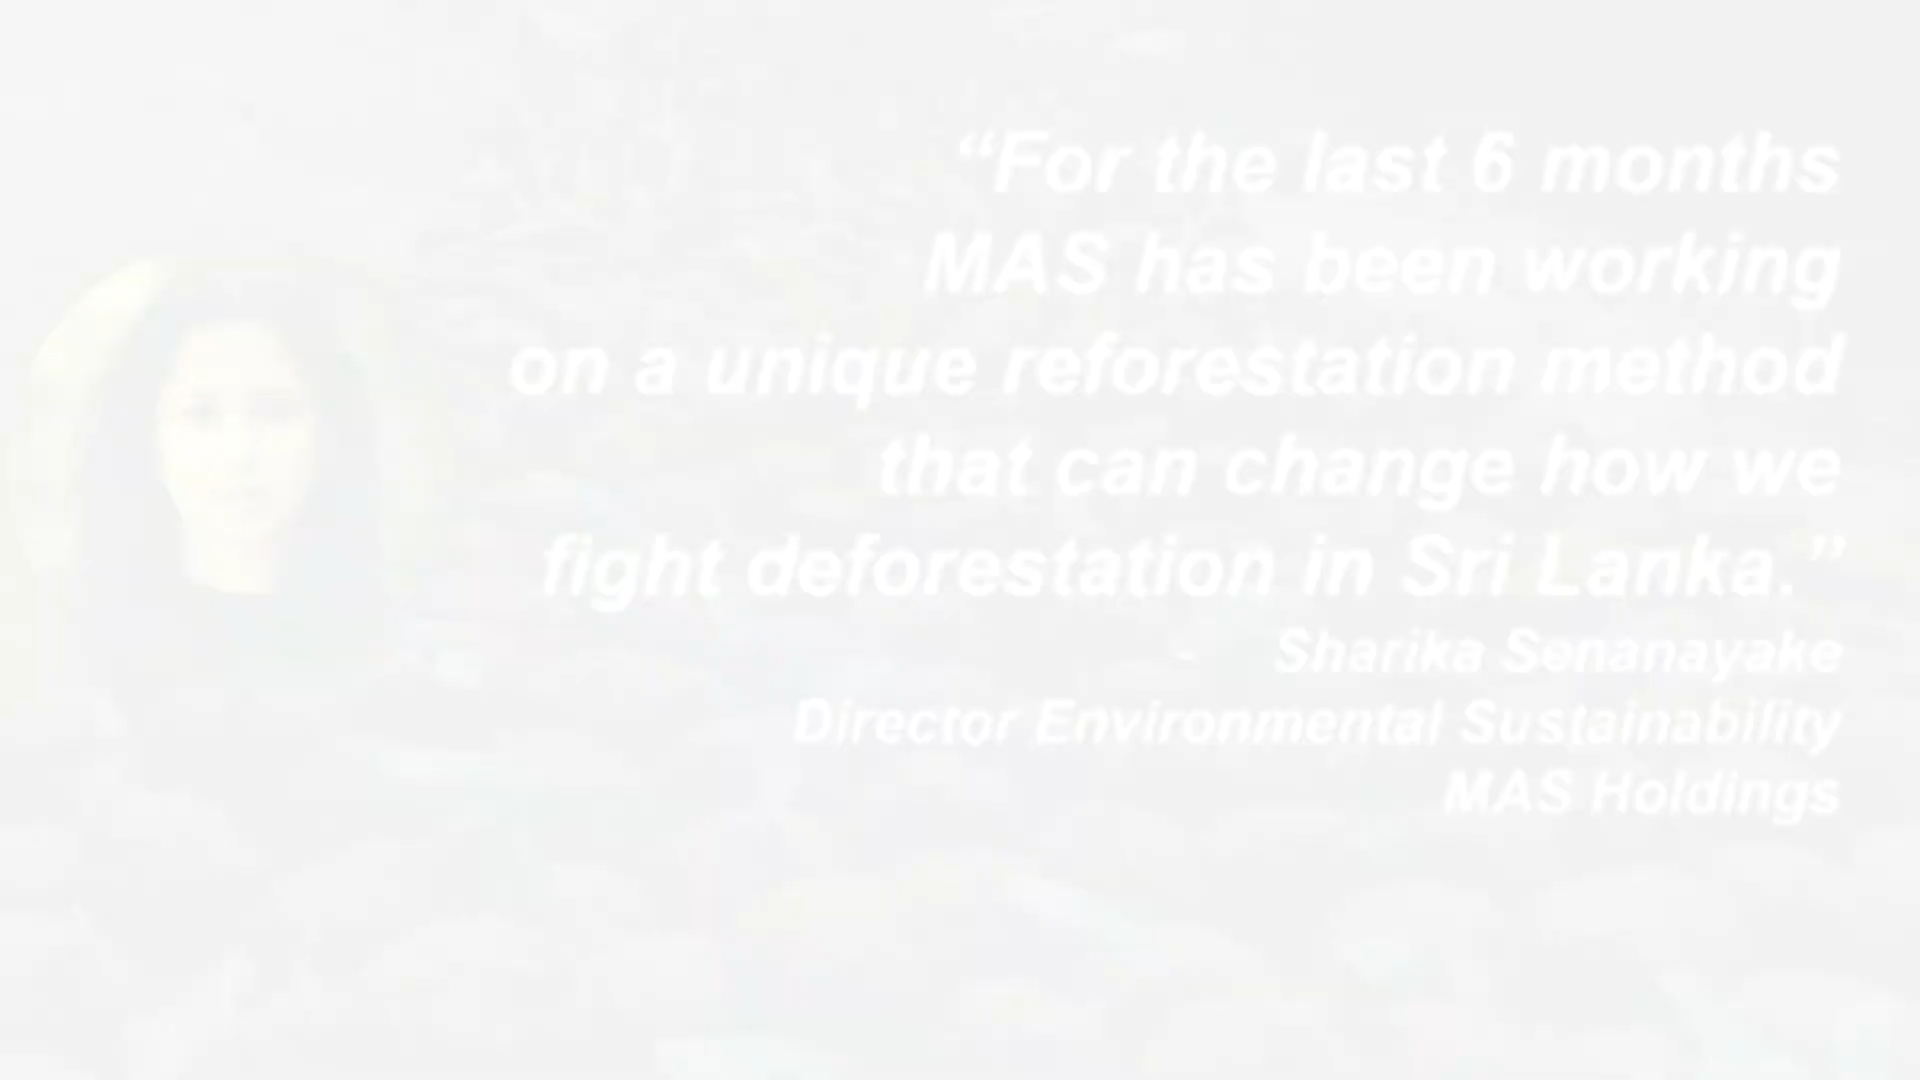 “For the last 6 months
MAS has been working
on a unique reforestation method
that can change how we
fight deforestation in Sri Lanka.”
Sharika Senanayake
Director Environmental Sustainability
MAS Holdings